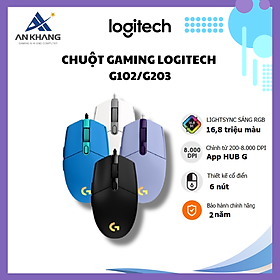 AN KHANG
logitech
CHUỘT GAMING LOGITECH
G102/G203
LIGHTSYNC SÁNG RGB
16,8 triệu màu
8.000
DPI
Chỉnh từ 200-8.000 DPI
App HUB G
Thiết kế cổ điển
6 nút
Bảo hành chính hãng
2 năm